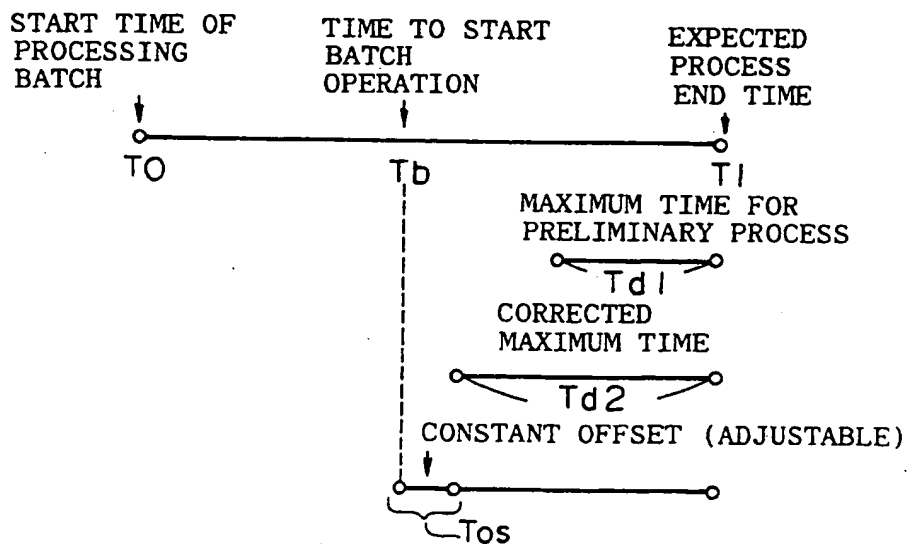 START TIME OF
PROCESSING
BATCH
TIME TO START
BATCH
OPERATION
EXPECTED
PROCESS
END TIME
T0
Tb
T1
MAXIMUM TIME FOR
PRELIMINARY PROCESS
Td1
CORRECTED
MAXIMUM TIME
Td2
CONSTANT OFFSET (ADJUSTABLE)
Tos